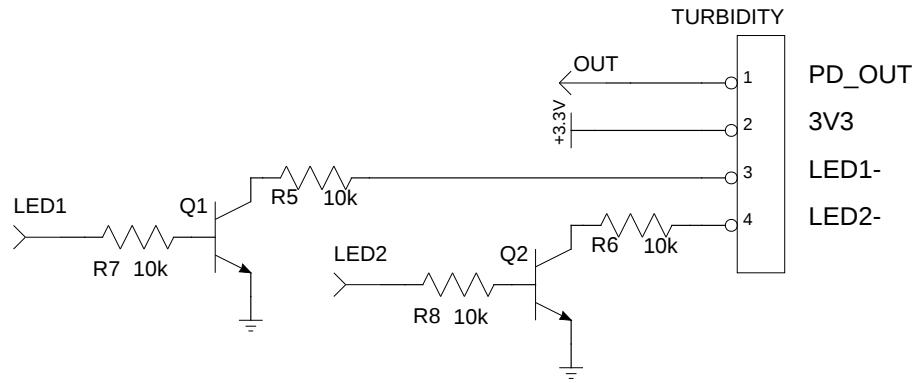 TURBIDITY
OUT
1
PD_OUT
+3.3V
2
3V3
3
LED1-
R5
10k
LED1
Q1
4
LED2-
R6
10k
R7
10k
LED2
Q2
R8
10k